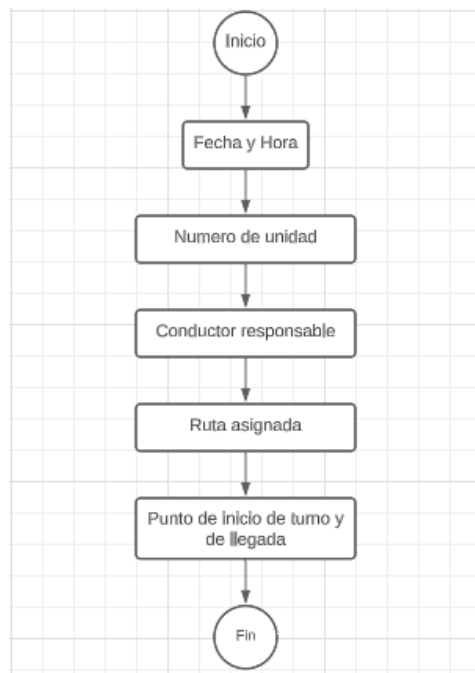 Inicio
Fecha y Hora
Numero de unidad
Conductor responsable
Ruta asignada
Punto de inicio de turno y
de llegada
Fin